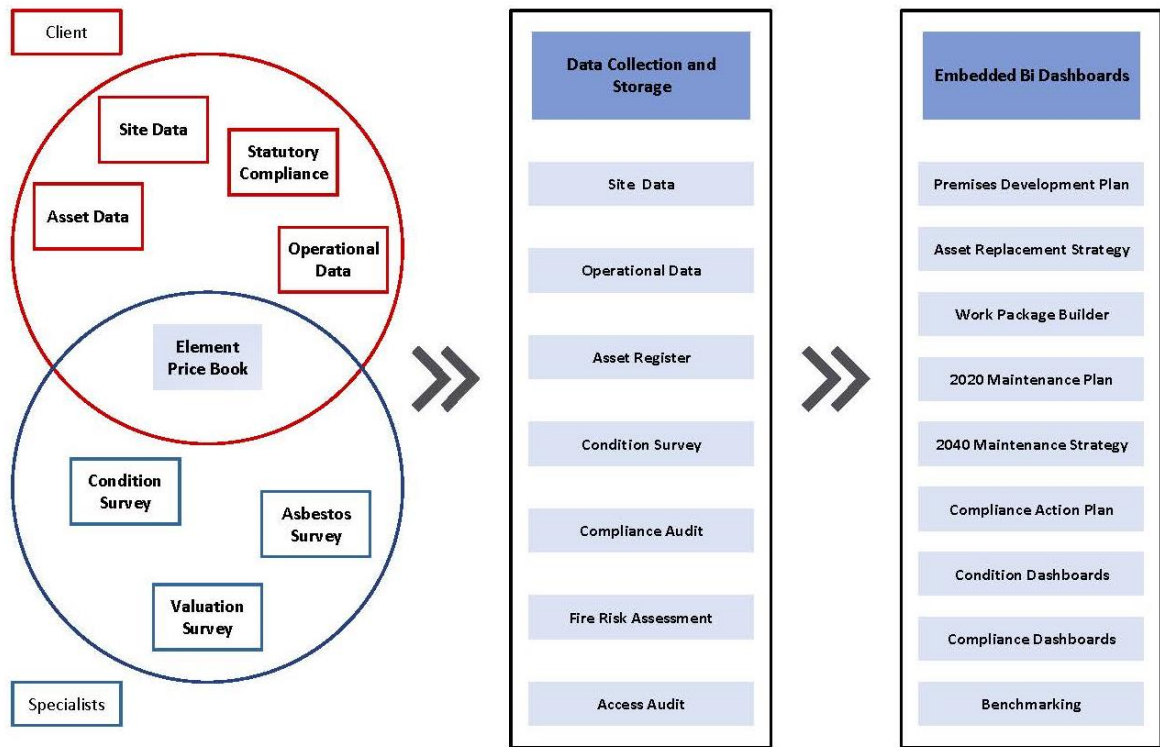 Client
Site Data
Statutory
Compliance
Asset Data
Operational
Data
Element
Price Book
Condition
Survey
Asbestos
Survey
Valuation
Survey
Specialists
Data Collection and
Storage
Site Data
Operational Data
Asset Register
Condition Survey
Compliance Audit
Fire Risk Assessment
Access Audit
Embedded Bi Dashboards
Premises Development Plan
Asset Replacement Strategy
Work Package Builder
2020 Maintenance Plan
2040 Maintenance Strategy
Compliance Action Plan
Condition Dashboards
Compliance Dashboards
Benchmarking